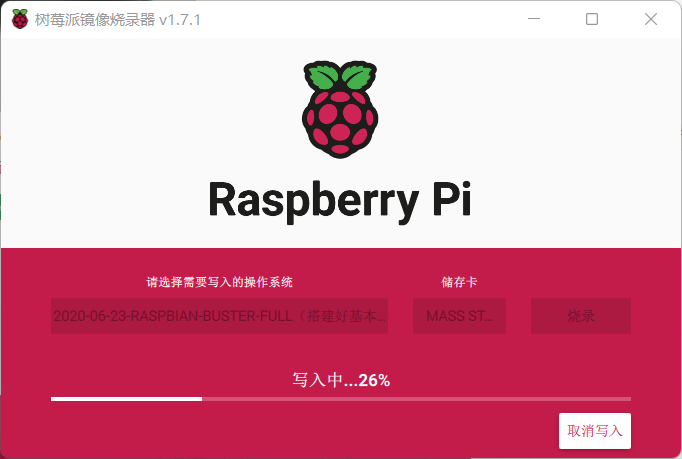 树莓派镜像烧录器 v1.7.1
Raspberry Pi
请选择需要写入的操作系统
储存卡
2020-06-23-RASPBIAN-BUSTER-FULL（搭建好基本...
MASS ST...
烧录
写入中...26%
取消写入